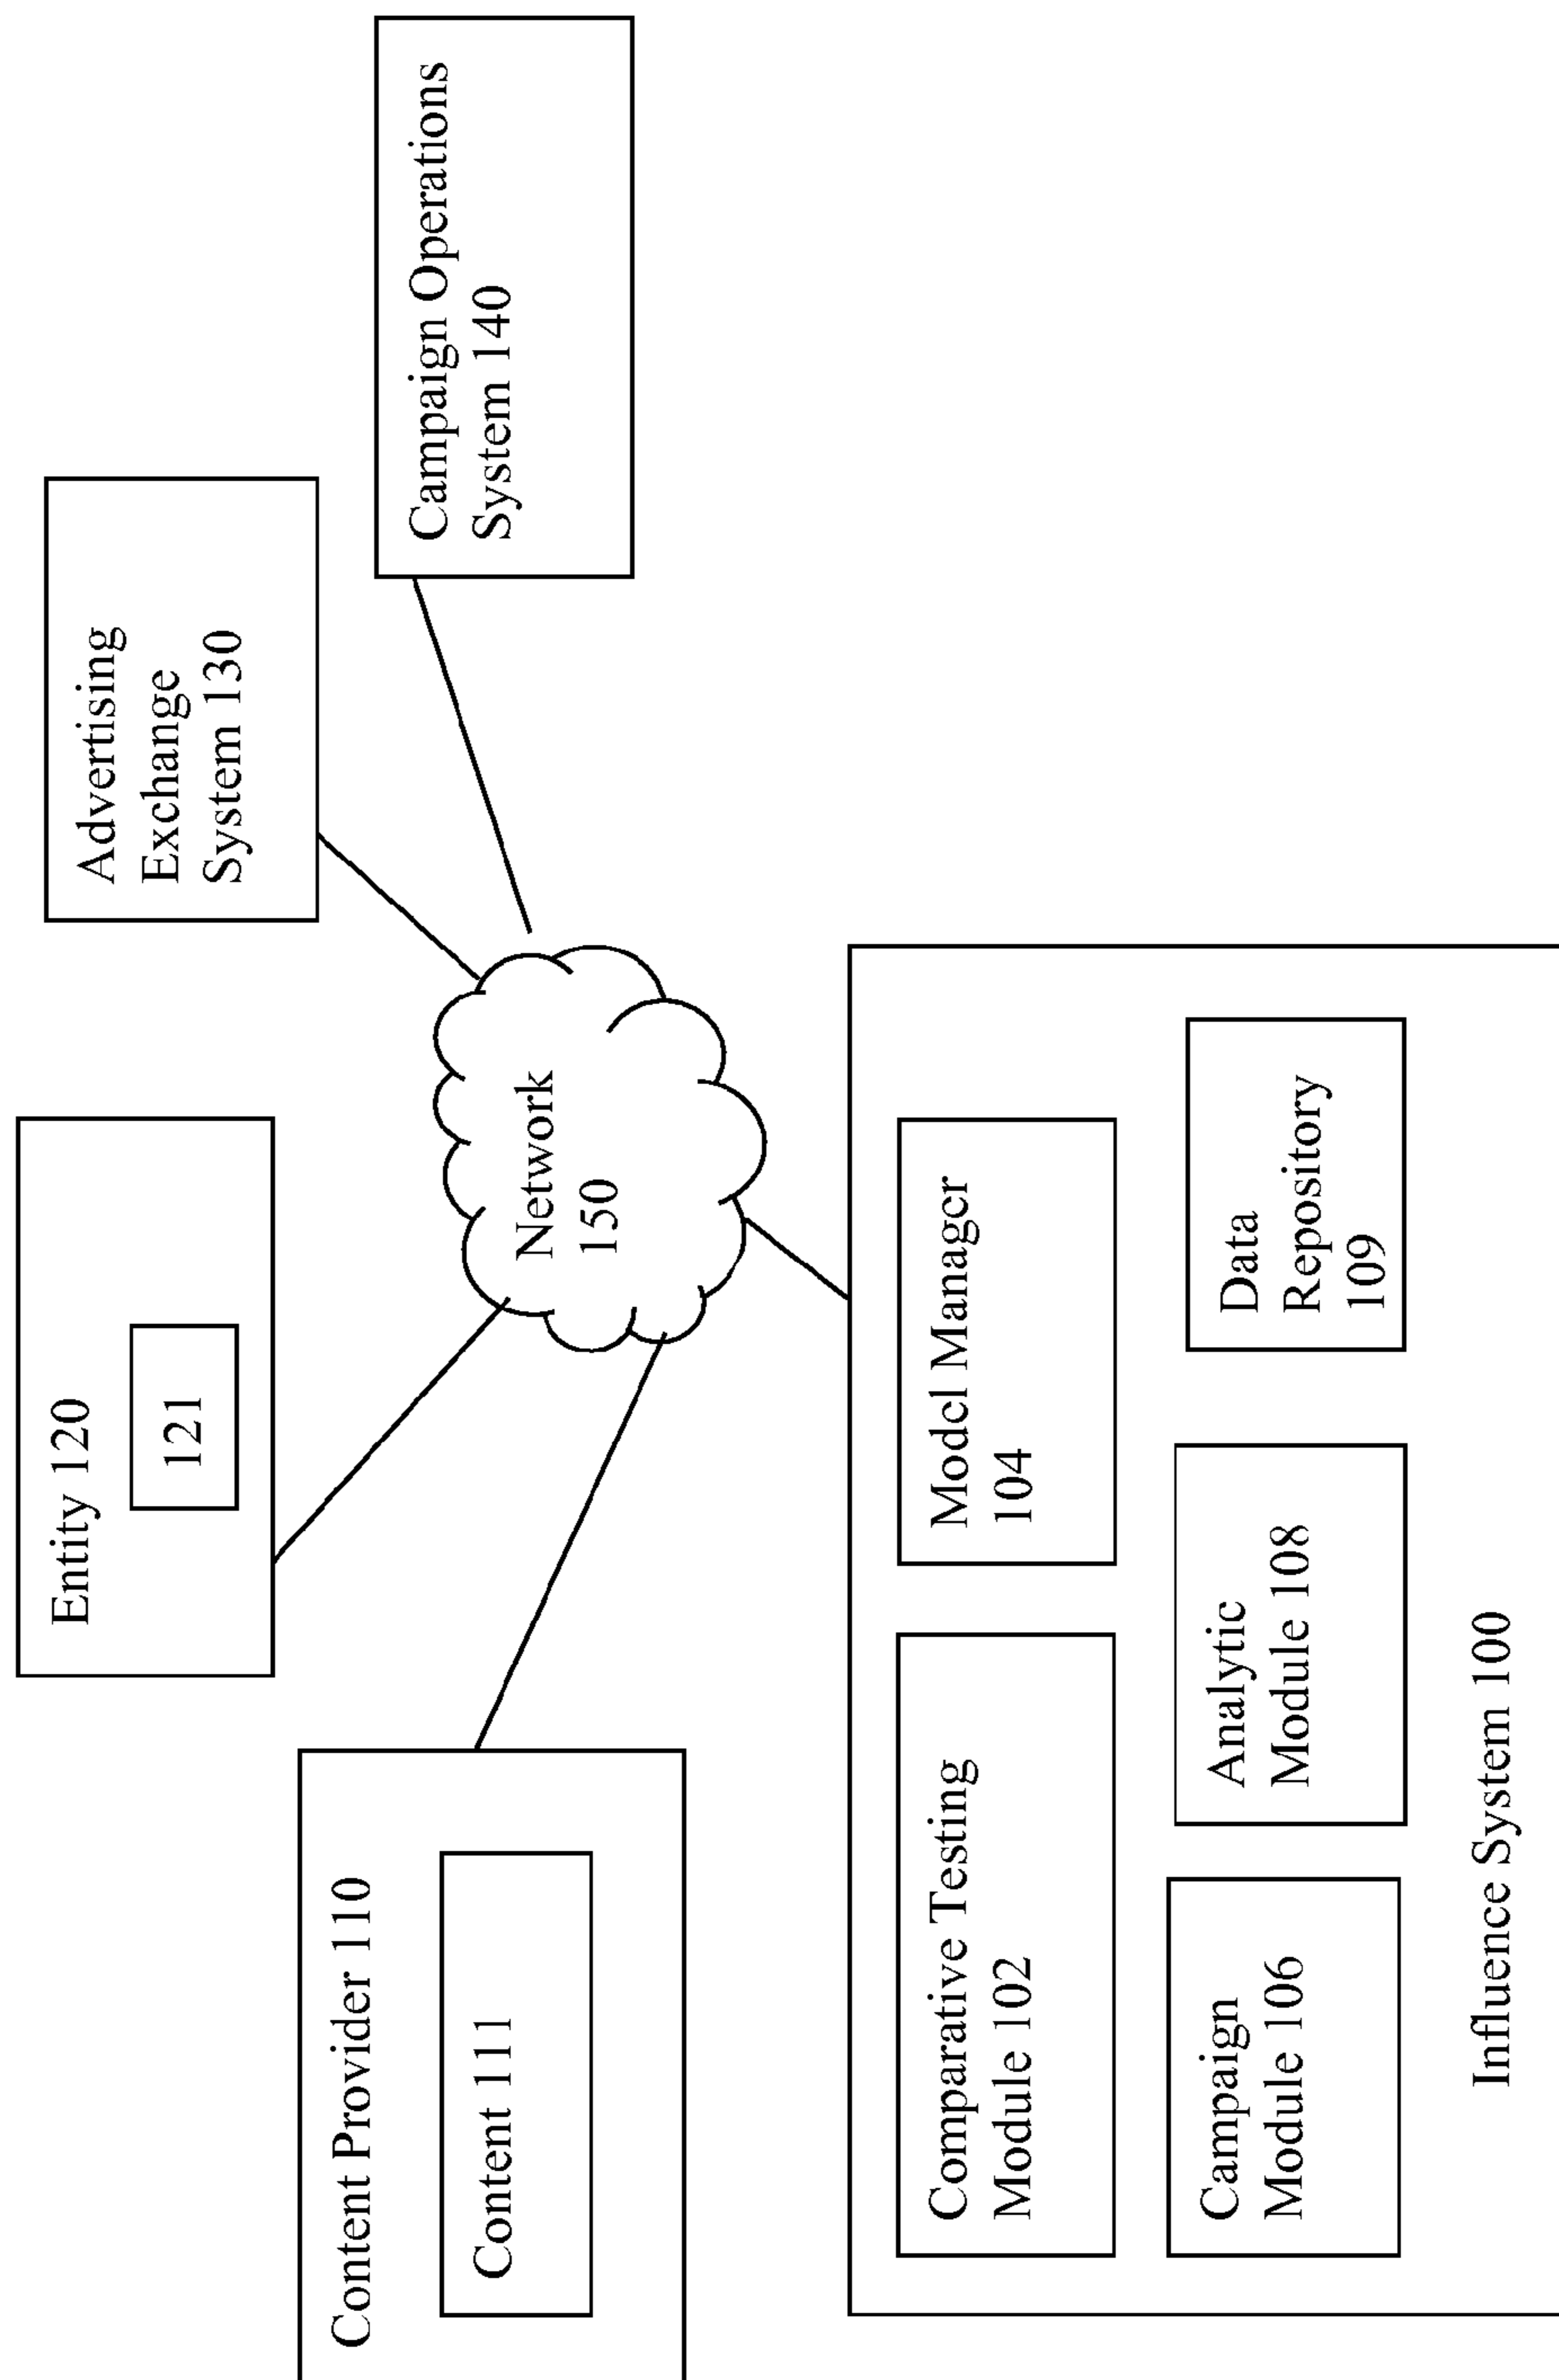 Entity 120
121
Advertising
Exchange
System 130
Content Provider 110
Content 111
Campaign Operations
System 140
Network
150
Comparative Testing
Module 102
Model Manager
104
Campaign
Module 106
Analytic
Module 108
Data
Repository
109
Influence System 100